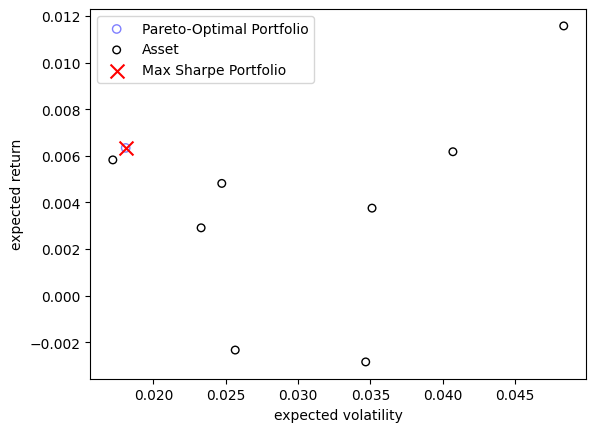 0.012
0.010
0.008
0.006
0.004
0.002
0.000
−0.002
expected return
Pareto-Optimal Portfolio
Asset
Max Sharpe Portfolio
0.020 0.025 0.030 0.035 0.040 0.045
expected volatility